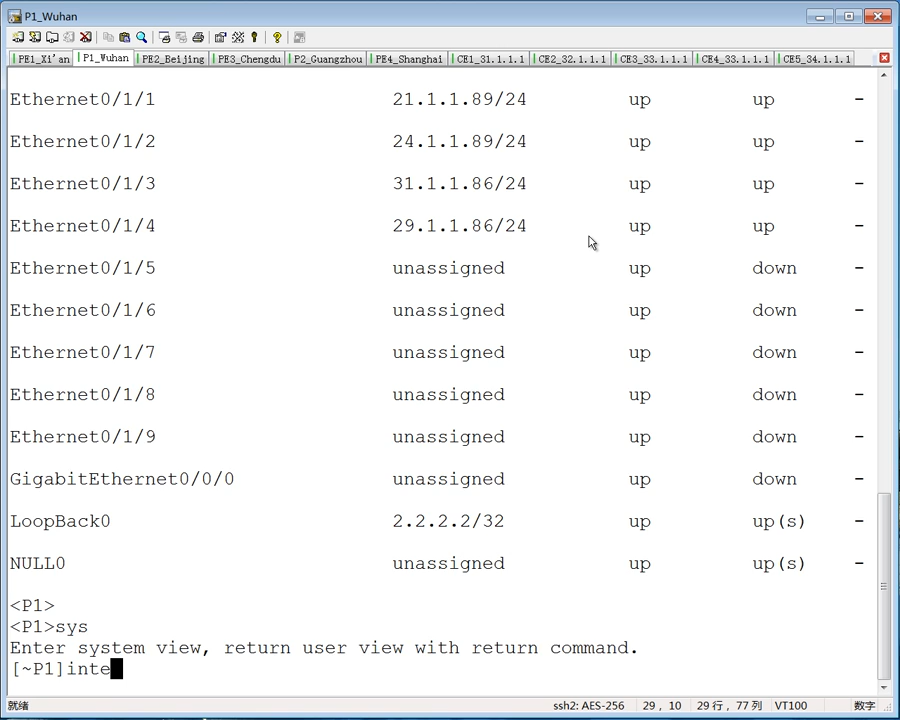 P1_Wuhan
PE1_Xi'an P1_Wuhan PE2_Beijing PE3_Chengdu P2_Guangzhou PE4_Shanghai CE1_31.1.1.1 CE2_32.1.1.1 CE3_33.1.1.1 CE4_33.1.1.1 CE5_34.1.1.1
Ethernet0/1/1 21.1.1.89/24 up up -
Ethernet0/1/2 24.1.1.89/24 up up -
Ethernet0/1/3 31.1.1.86/24 up up -
Ethernet0/1/4 29.1.1.86/24 up up -
Ethernet0/1/5 unassigned up down -
Ethernet0/1/6 unassigned up down -
Ethernet0/1/7 unassigned up down -
Ethernet0/1/8 unassigned up down -
Ethernet0/1/9 unassigned up down -
GigabitEthernet0/0/0 unassigned up down -
LoopBack0 2.2.2.2/32 up up(s) -
NULL0 unassigned up up(s) -
<P1>
<P1>sys
Enter system view, return user view with return command.
[~P1]inte
就绪 ssh2: AES-256 29, 10 29行, 77列 VT100 数字